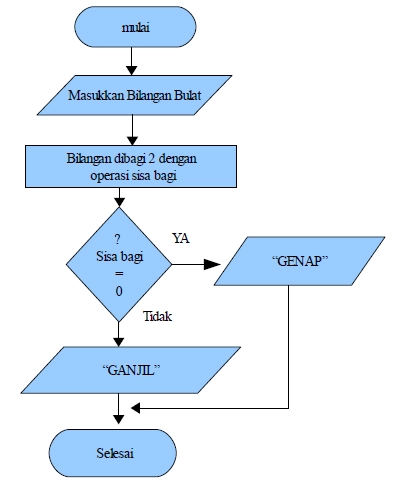 mulai
Masukkan Bilangan Bulat
Bilangan dibagi 2 dengan
operasi sisa bagi
?
Sisa bagi
=
0
YA
“GENAP”
Tidak
“GANJIL”
Selesai